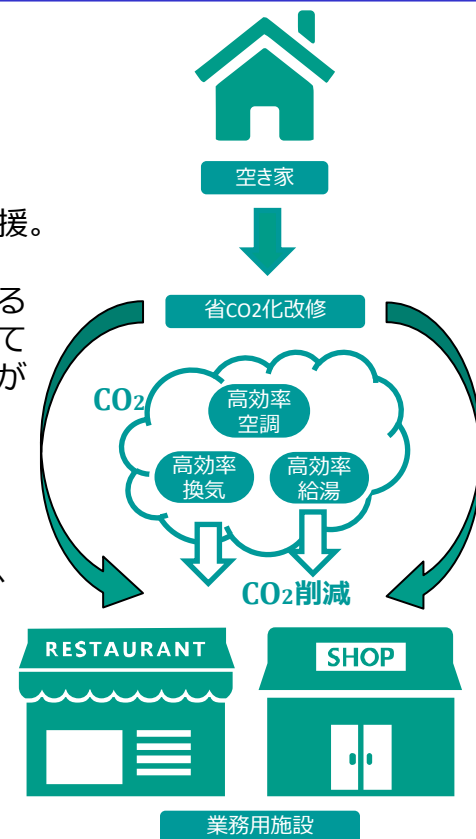 空き家
援。
省CO2化改修
る
て
が
CO2
高効率
空調
高効率
換気
高効率
給湯
、
CO2削減
RESTAURANT
SHOP
業務用施設